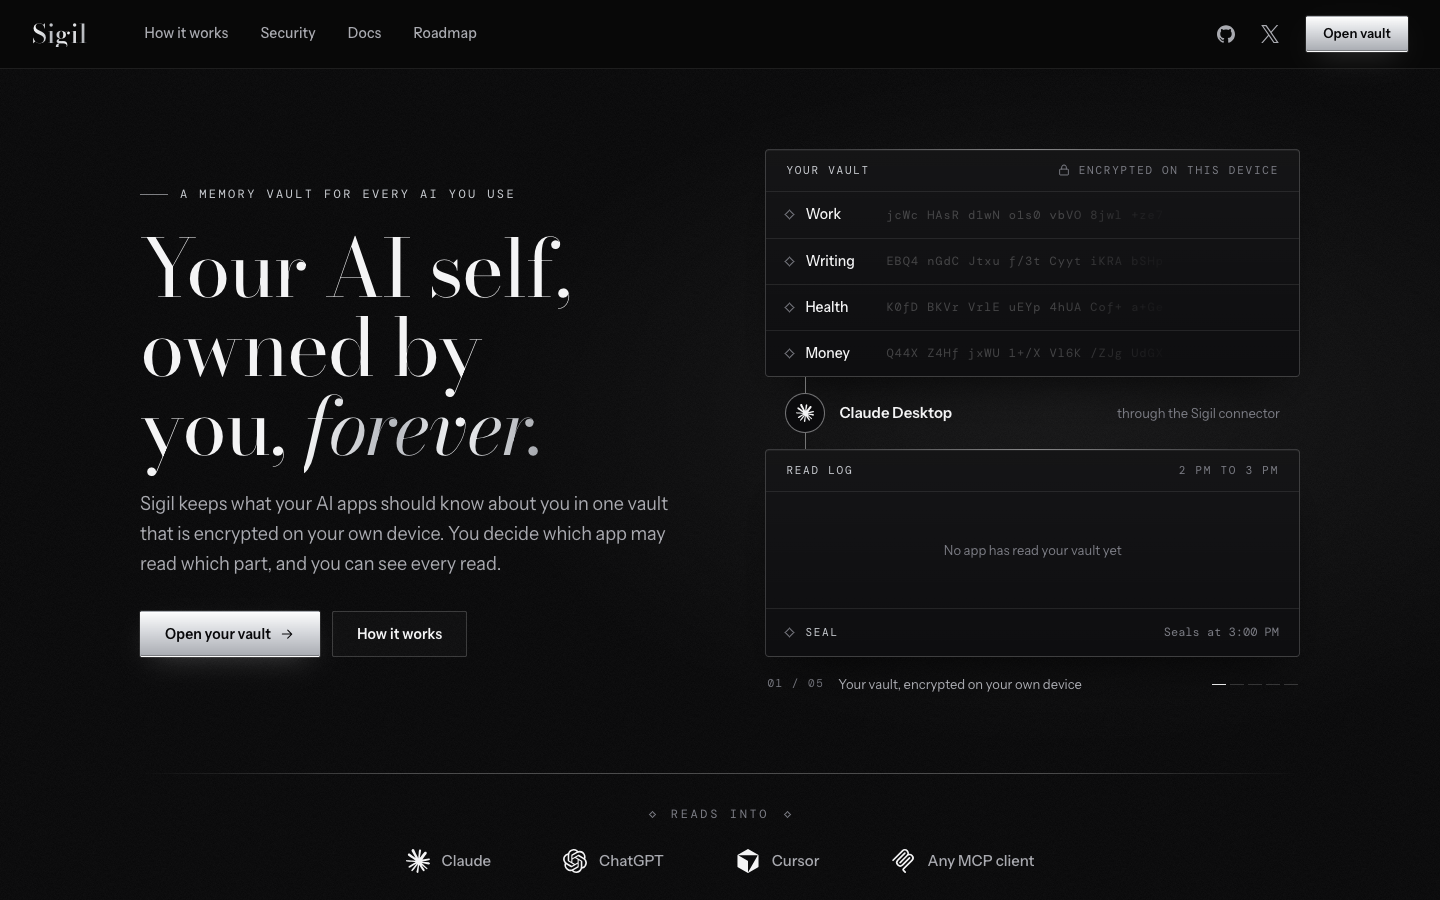 Sigil
How it works
Security
Docs
Roadmap
Open vault
A MEMORY VAULT FOR EVERY AI YOU USE
Your AI self,
owned by
you, forever.
Sigil keeps what your AI apps should know about you in one vault
that is encrypted on your own device. You decide which app may
read which part, and you can see every read.
Open your vault →
How it works
YOUR VAULT
ENCRYPTED ON THIS DEVICE
Work jcWc HAsR dlwN ols0 vbVO 8jwl
Writing EBQ4 nGdC Jtxu f/3t Cyyt iKRA
Health K0fD BKVr VrlE uEYp 4hUA Cof+
Money Q44X Z4Hf jxWU l+/X Vl6K /ZJg
Claude Desktop
through the Sigil connector
READ LOG
2 PM TO 3 PM
No app has read your vault yet
SEAL
Seals at 3:00 PM
01 / 05 Your vault, encrypted on your own device
READS INTO
Claude
ChatGPT
Cursor
Any MCP client